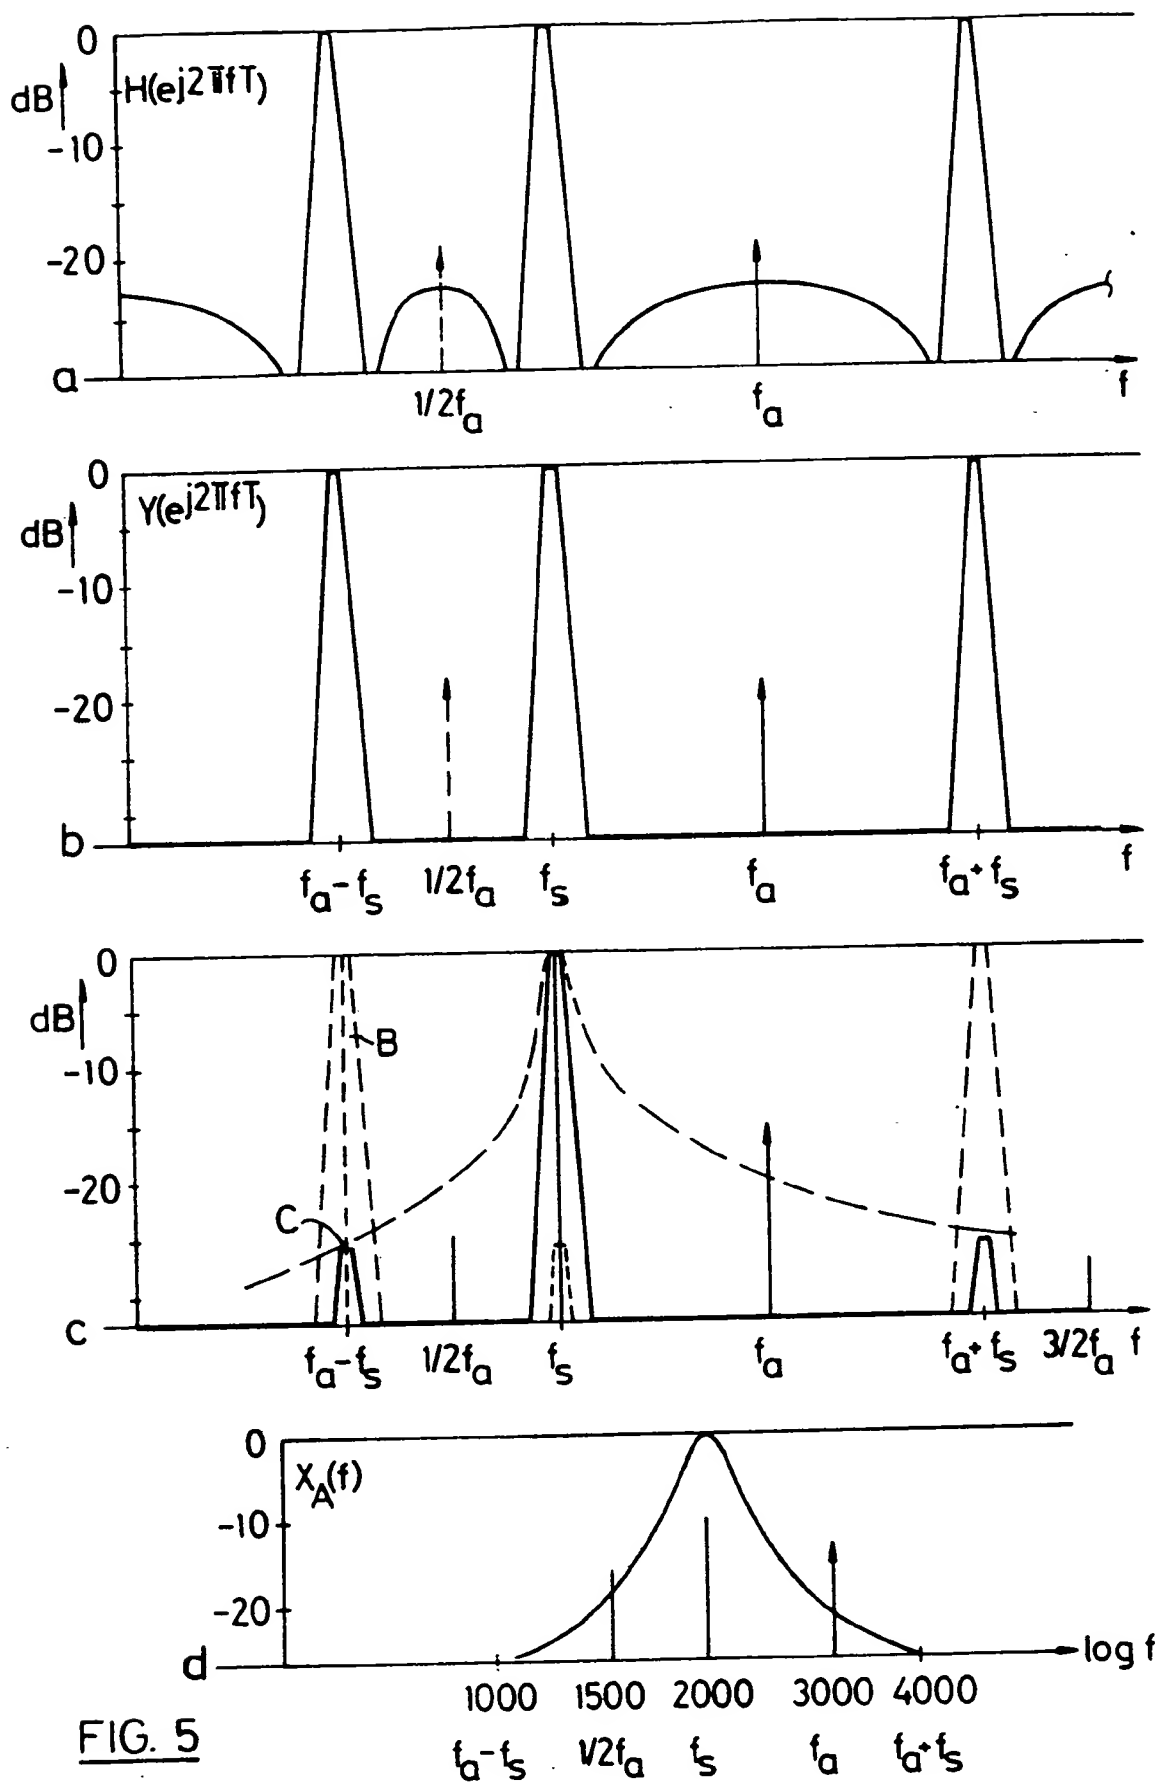 0
dB
H(ej2πfT)
-10
-20
a
1/2fa
fa
f
0
dB
Y(ej2πfT)
-10
-20
b
fa-fs
1/2fa
fs
fa
fa+fs
f
0
dB
B
-10
-20
C
c
fa-fs
1/2fa
fs
fa
fa+fs
3/2fa
f
0
XA(f)
-10
-20
d
log f
1000 1500 2000 3000 4000
fa-fs 1/2fa fs fa fa+fs
FIG. 5